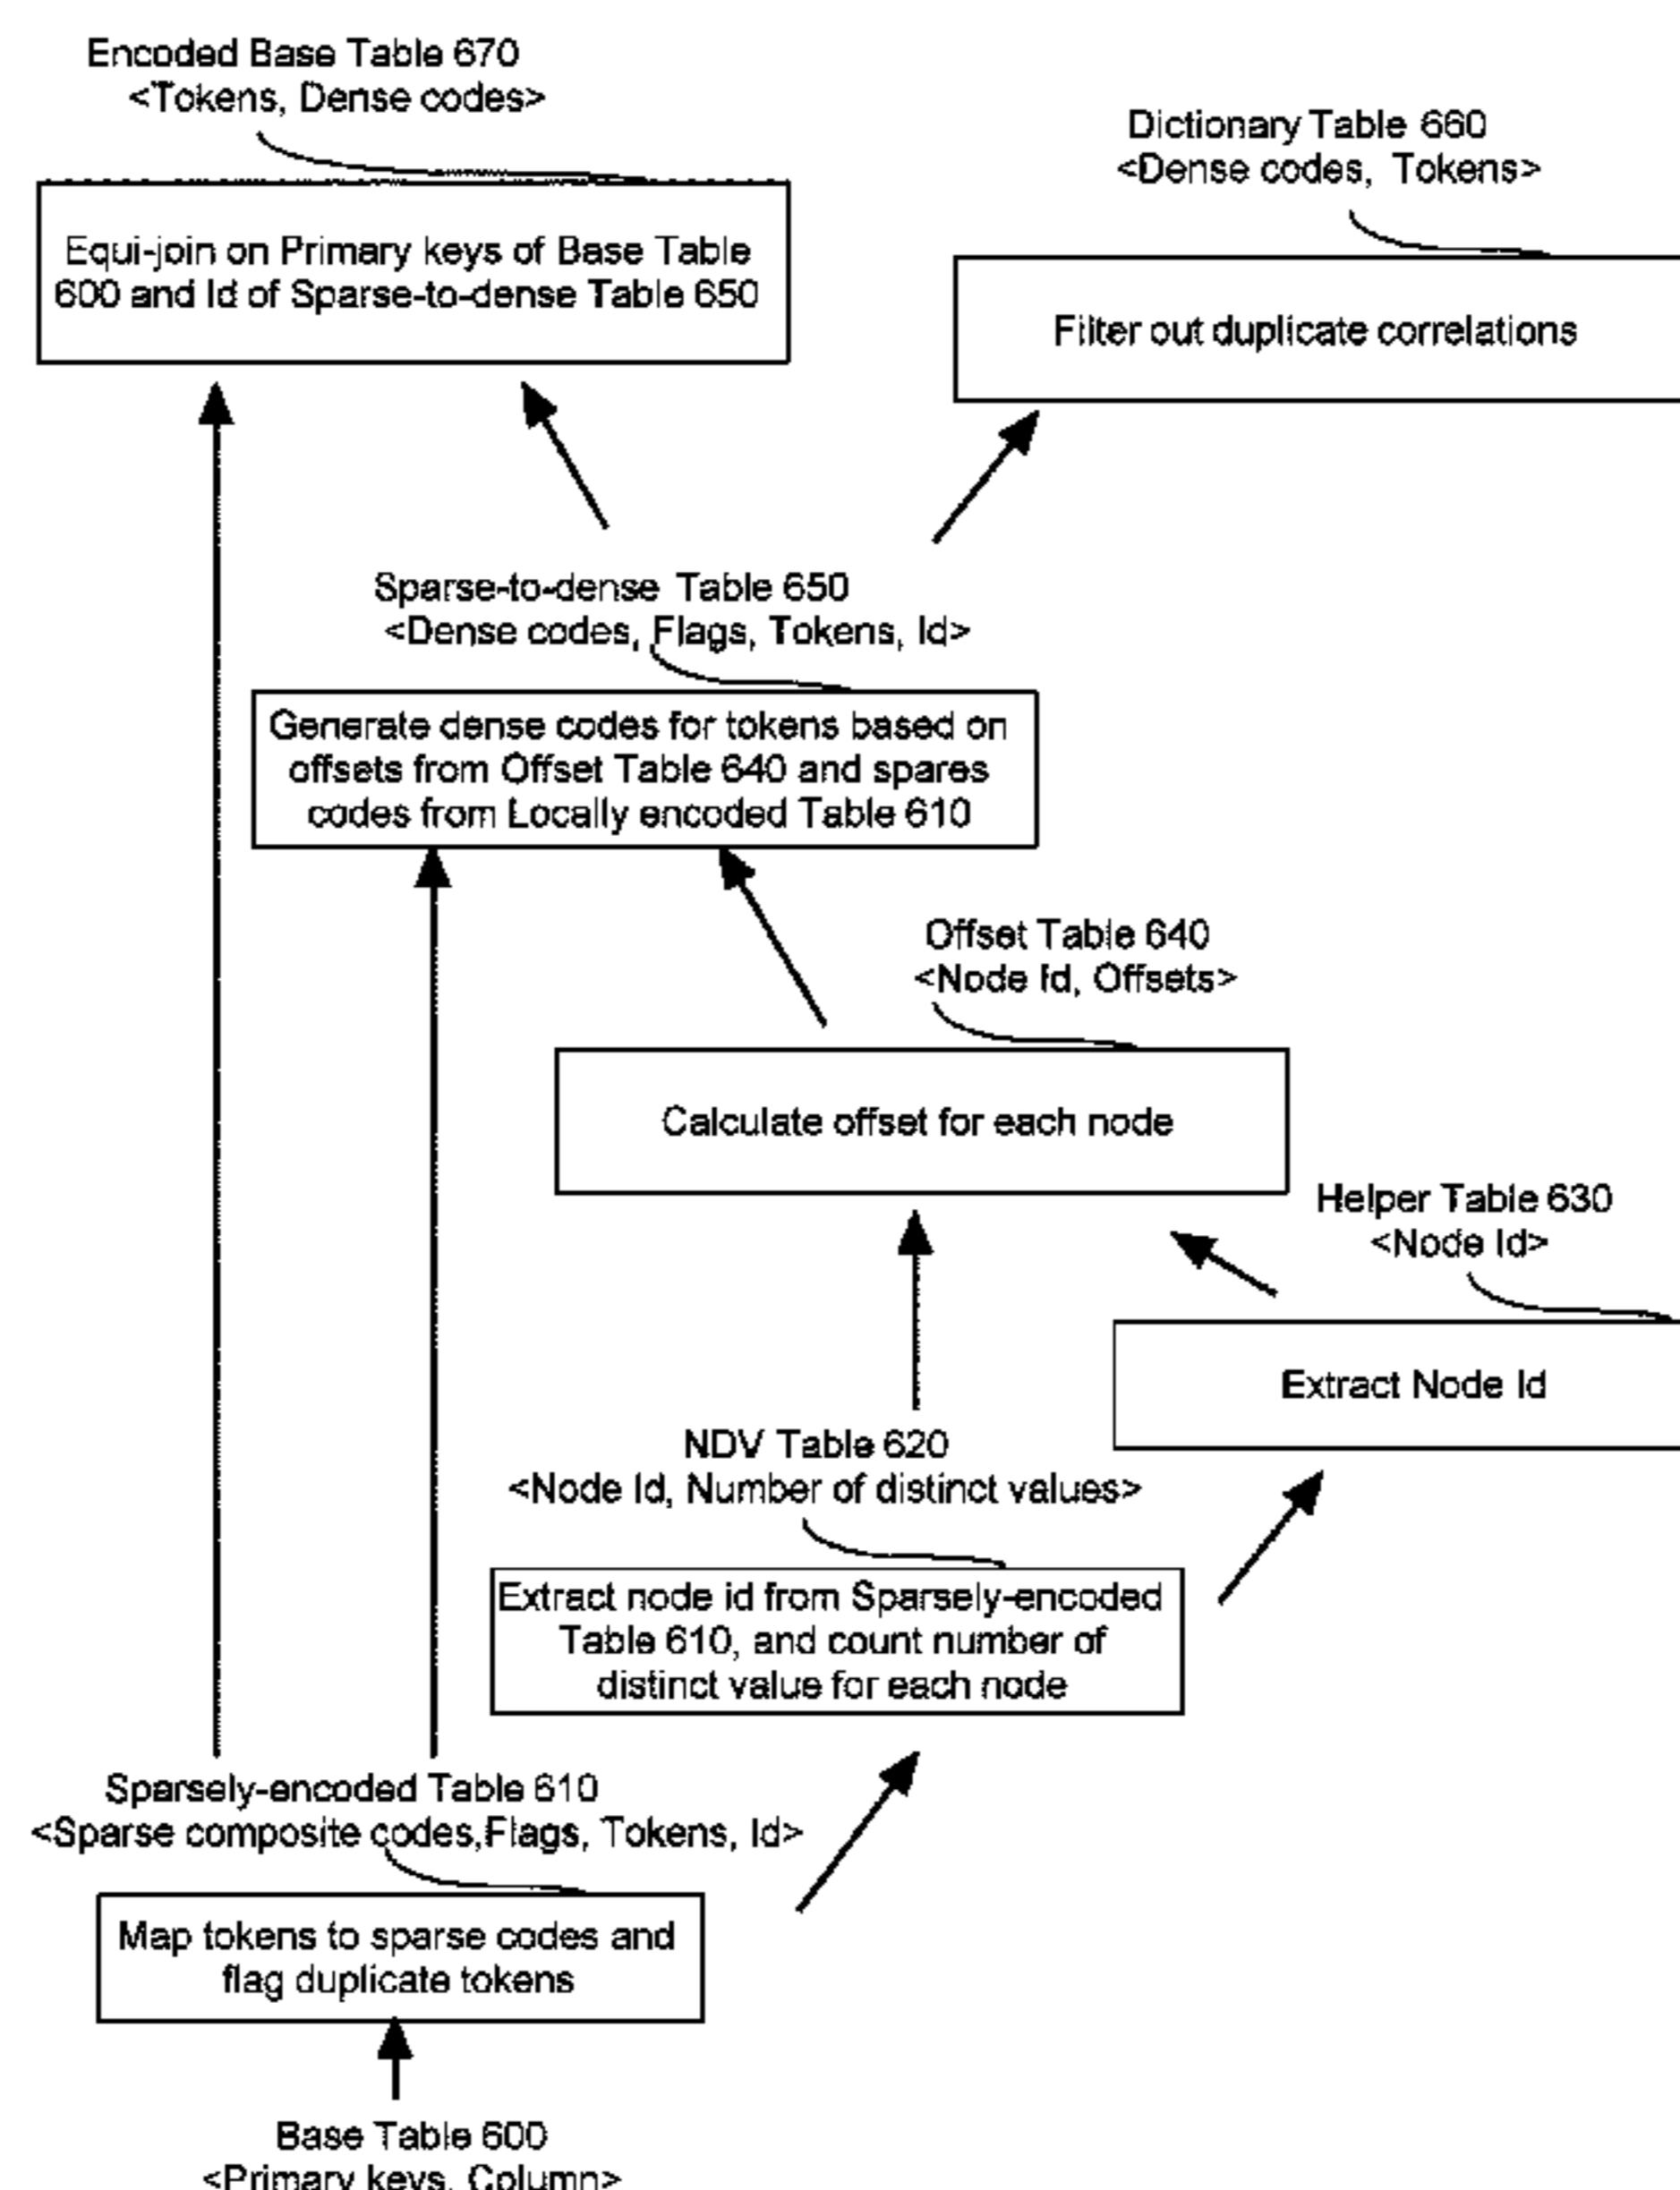 Encoded Base Table 670
<Tokens, Dense codes>
Dictionary Table 660
<Dense codes, Tokens>
Equi-join on Primary keys of Base Table
600 and Id of Sparse-to-dense Table 650
Filter out duplicate correlations
Sparse-to-dense Table 650
<Dense codes, Flags, Tokens, Id>
Generate dense codes for tokens based on
offsets from Offset Table 640 and spares
codes from Locally encoded Table 610
Offset Table 640
<Node Id, Offsets>
Calculate offset for each node
Helper Table 630
<Node Id>
Extract Node Id
NDV Table 620
<Node Id, Number of distinct values>
Extract node id from Sparsely-encoded
Table 610, and count number of
distinct value for each node
Sparsely-encoded Table 610
<Sparse composite codes,Flags, Tokens, Id>
Map tokens to sparse codes and
flag duplicate tokens
Base Table 600
<Primary keys, Column>